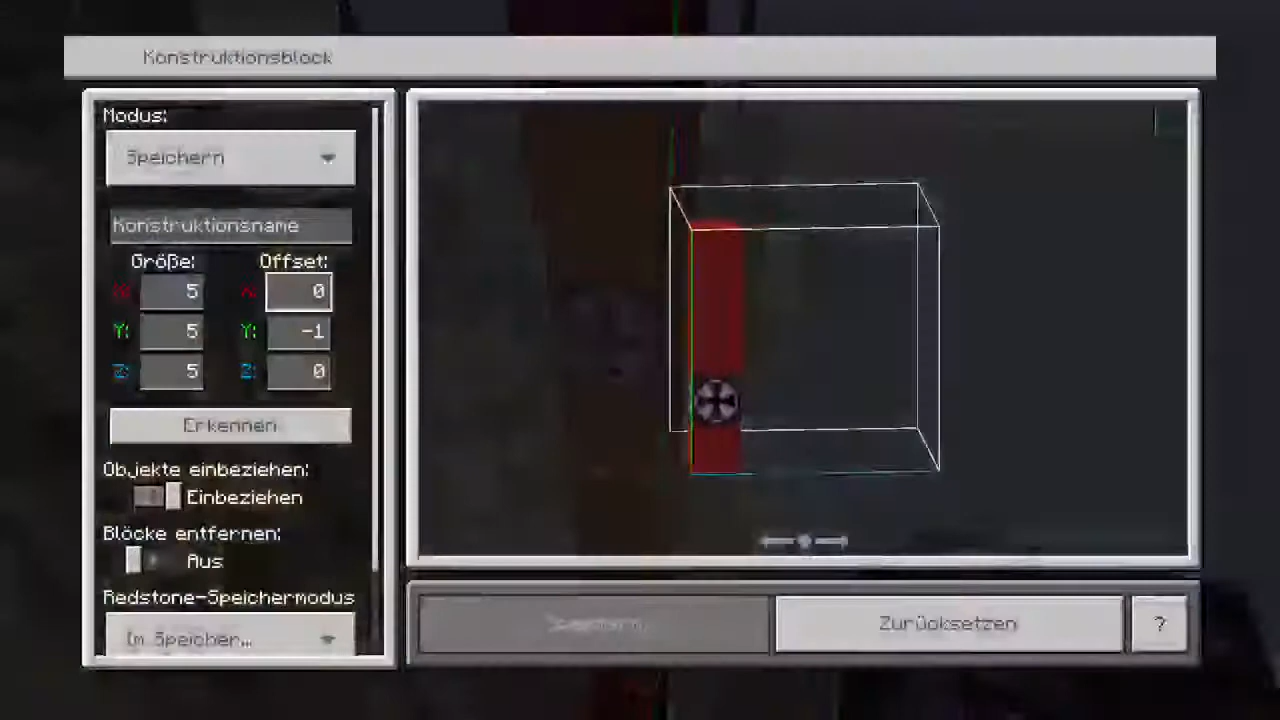 Konstruktionsblock
Modus:
Speichern
Konstruktionsname
Größe: Offset:
X: 5 X: 0
Y: 5 Y: -1
Z: 5 Z: 0
Erkennen
Objekte einbeziehen:
Einbeziehen
Blöcke entfernen:
Aus
Redstone-Speichermodus
Im Speicher...
Zurücksetzen
?